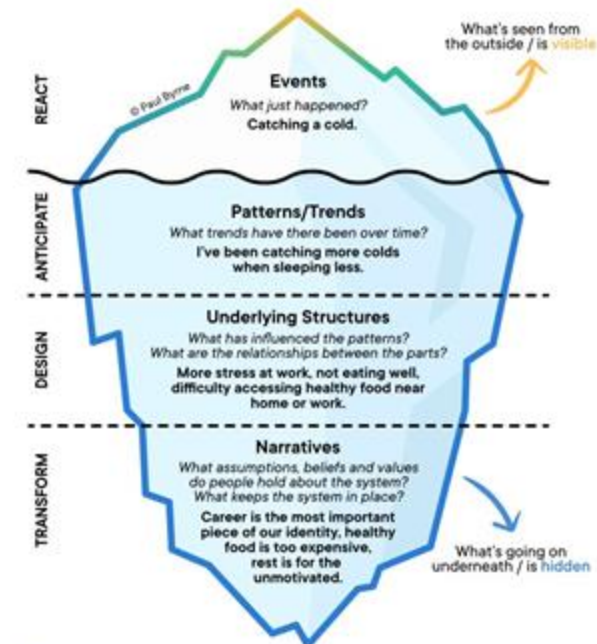 What's seen from
the outside / is visible
REACT
© Paul Byrne
Events
What just happened?
Catching a cold.
ANTICIPATE
Patterns/Trends
What trends have there been over time?
I've been catching more colds
when sleeping less.
DESIGN
Underlying Structures
What has influenced the patterns?
What are the relationships between the parts?
More stress at work, not eating well,
difficulty accessing healthy food near
home or work.
TRANSFORM
Narratives
What assumptions, beliefs and values
do people hold about the system?
What keeps the system in place?
Career is the most important
piece of our identity, healthy
food is too expensive,
rest is for the
unmotivated.
What's going on
underneath / is hidden